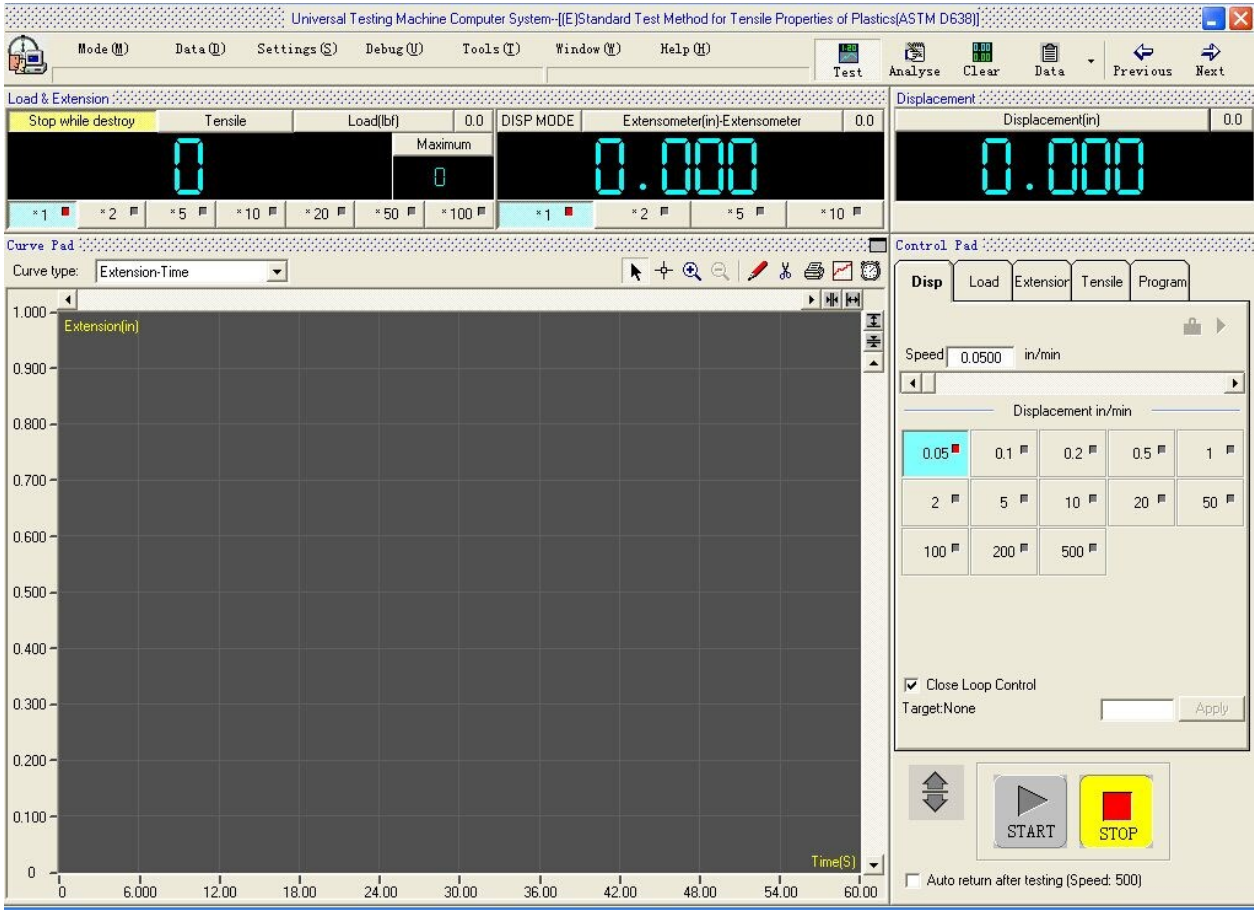 Universal Testing Machine Computer System--[(E)Standard Test Method for Tensile Properties of Plastics(ASTM D638)]
Mode(M) Data(D) Settings(S) Debug(U) Tools(T) Window(W) Help(H)
Test Analyse Clear Data Previous Next
Load & Extension
Stop while destroy Tensile Load(lbf) 0.0 DISP MODE Extensometer(in)-Extensometer 0.0
0 Maximum 0 0.000
*1 *2 *5 *10 *20 *50 *100 *1 *2 *5 *10
Displacement
Displacement(in) 0.0
0.000
Curve Pad
Curve type: Extension-Time
Extension(in)
1.000
0.900
0.800
0.700
0.600
0.500
0.400
0.300
0.200
0.100
0
Time(S)
0 6.000 12.00 18.00 24.00 30.00 36.00 42.00 48.00 54.00 60.00
Control Pad
Disp Load Extension Tensile Program
Speed 0.0500 in/min
Displacement in/min
0.05 0.1 0.2 0.5 1
2 5 10 20 50
100 200 500
Close Loop Control
Target:None Apply
START STOP
Auto return after testing (Speed: 500)